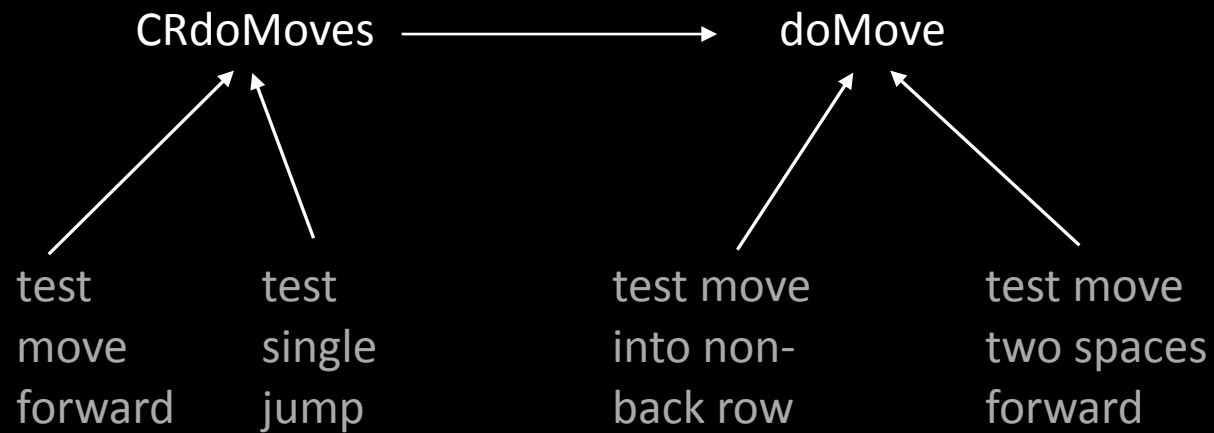 CRdoMoves
doMove
test
move
forward
test
single
jump
test move
into non-
back row
test move
two spaces
forward